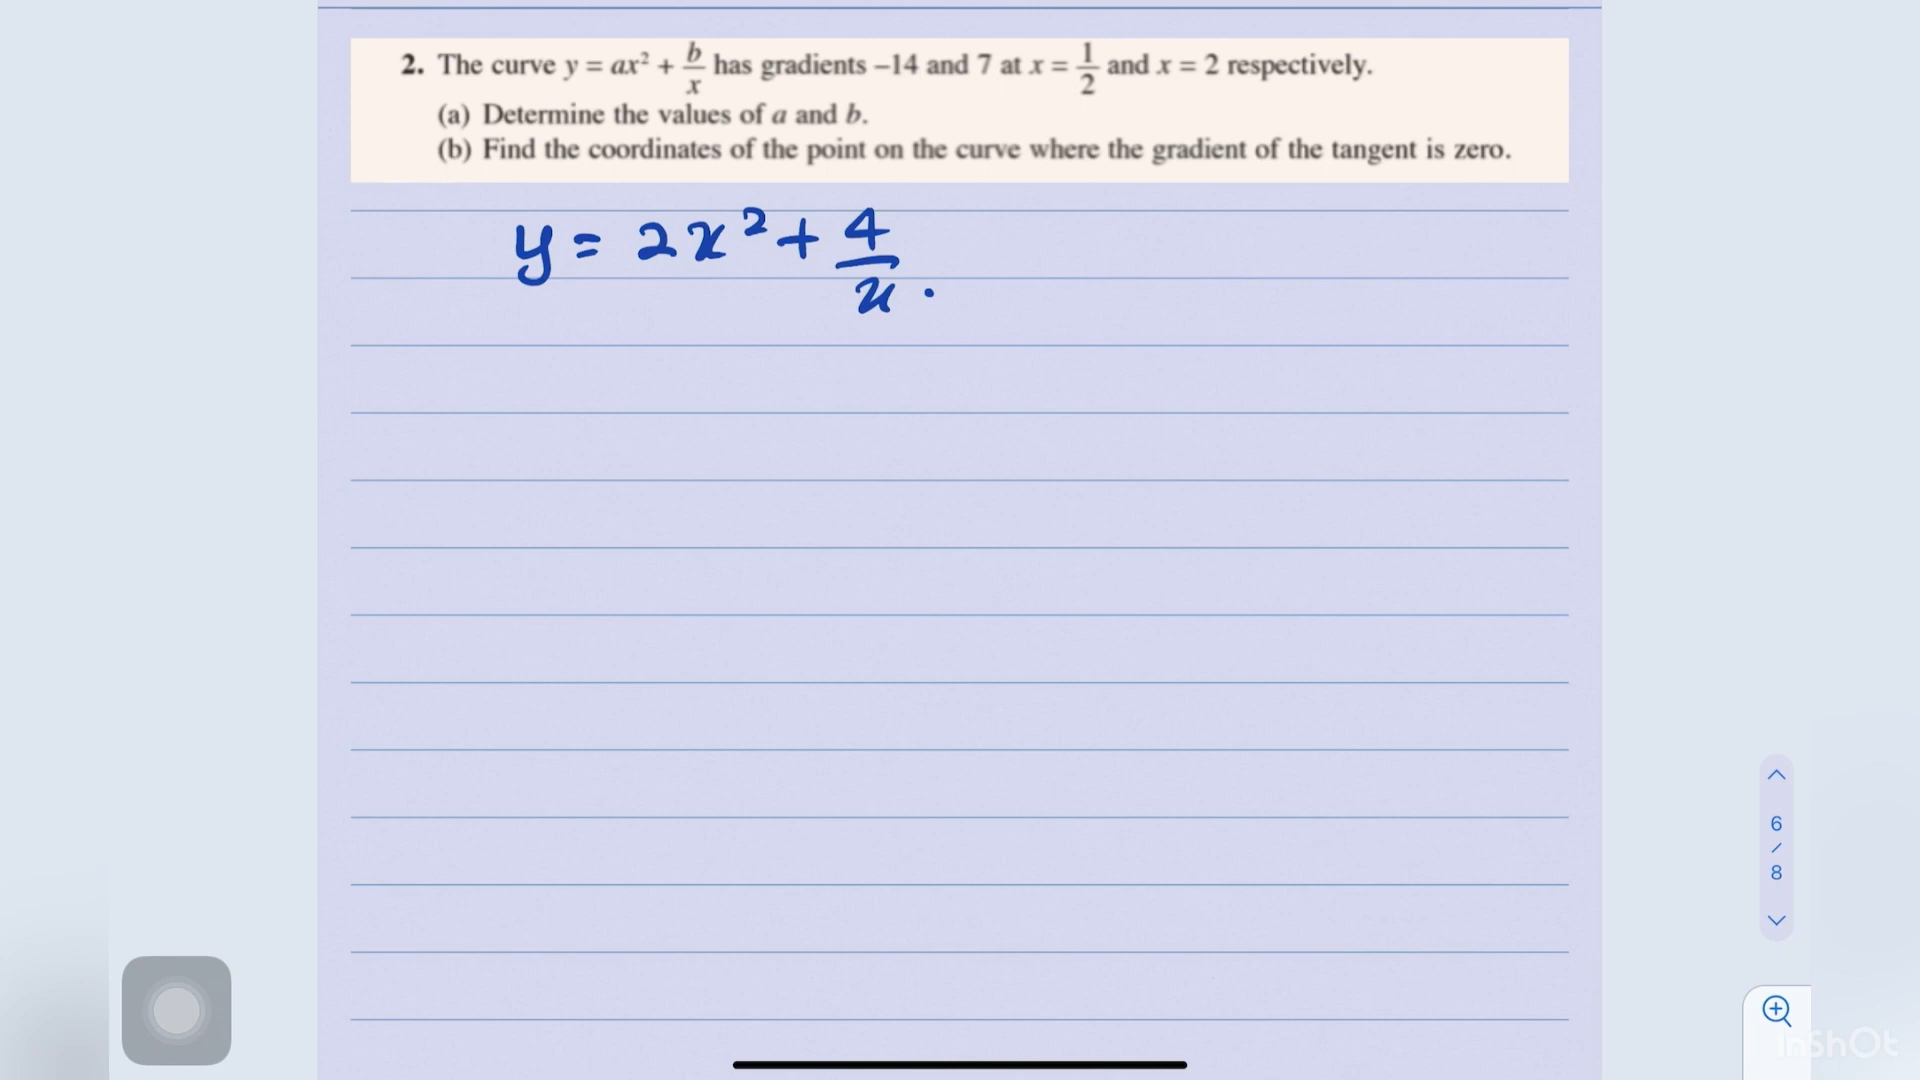 2. The curve y = ax² + b/x has gradients –14 and 7 at x = 1/2 and x = 2 respectively.
(a) Determine the values of a and b.
(b) Find the coordinates of the point on the curve where the gradient of the tangent is zero.
y = 2x² + 4/x .
6
/
8
InShOt